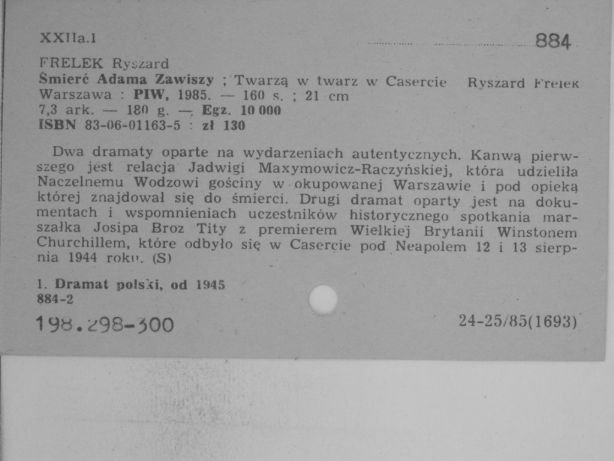 XXIIa.1
884
FRELEK Ryszard
Śmierć Adama Zawiszy ; Twarzą w twarz w Casercie Ryszard Frelek
Warszawa : PIW, 1985. — 160 s. ; 21 cm
7,3 ark. — 180 g. — Egz. 10 000
ISBN 83-06-01163-5 : zł 130
Dwa dramaty oparte na wydarzeniach autentycznych. Kanwą pierw-
szego jest relacja Jadwigi Maxymowicz-Raczyńskiej, która udzieliła
Naczelnemu Wodzowi gościny w okupowanej Warszawie i pod opieką
której znajdował się do śmierci. Drugi dramat oparty jest na doku-
mentach i wspomnieniach uczestników historycznego spotkania mar-
szałka Josipa Broz Tity z premierem Wielkiej Brytanii Winstonem
Churchillem, które odbyło się w Casercie pod Neapolem 12 i 13 sierp-
nia 1944 roku. (S)
1. Dramat polski, od 1945
884-2
198.298-300
24-25/85(1693)